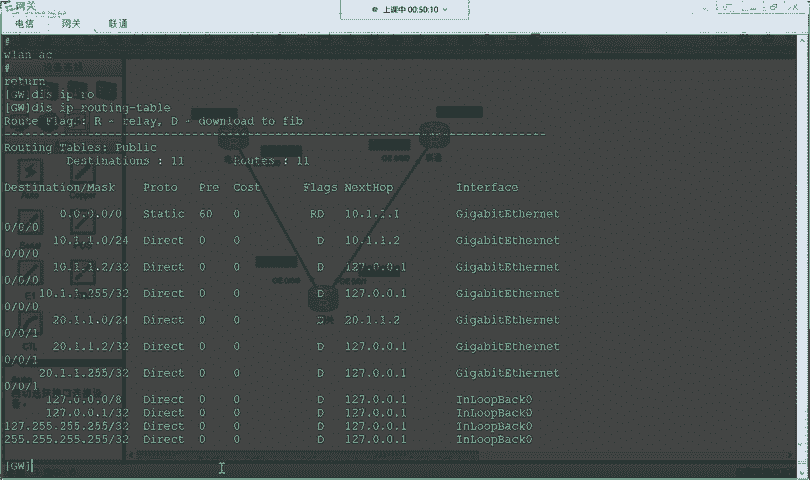 网关
上课中 00:50:10
电信 网关 联通
#
wlan ac
#
return
[GW]dis ip ro
[GW]dis ip routing-table
Route Flags: R - relay, D - download to fib
------------------------------------------------------------------------------
Routing Tables: Public
Destinations : 11 Routes : 11
Destination/Mask Proto Pre Cost Flags NextHop Interface
0.0.0.0/0 Static 60 0 RD 10.1.1.1 GigabitEthernet
0/0/0
10.1.1.0/24 Direct 0 0 D 10.1.1.2 GigabitEthernet
0/0/0
10.1.1.2/32 Direct 0 0 D 127.0.0.1 GigabitEthernet
0/0/0
10.1.1.255/32 Direct 0 0 D 127.0.0.1 GigabitEthernet
0/0/0
20.1.1.0/24 Direct 0 0 D 20.1.1.2 GigabitEthernet
0/0/1
20.1.1.2/32 Direct 0 0 D 127.0.0.1 GigabitEthernet
0/0/1
20.1.1.255/32 Direct 0 0 D 127.0.0.1 GigabitEthernet
0/0/1
127.0.0.0/8 Direct 0 0 D 127.0.0.1 InLoopBack0
127.0.0.1/32 Direct 0 0 D 127.0.0.1 InLoopBack0
127.255.255.255/32 Direct 0 0 D 127.0.0.1 InLoopBack0
255.255.255.255/32 Direct 0 0 D 127.0.0.1 InLoopBack0
[GW]